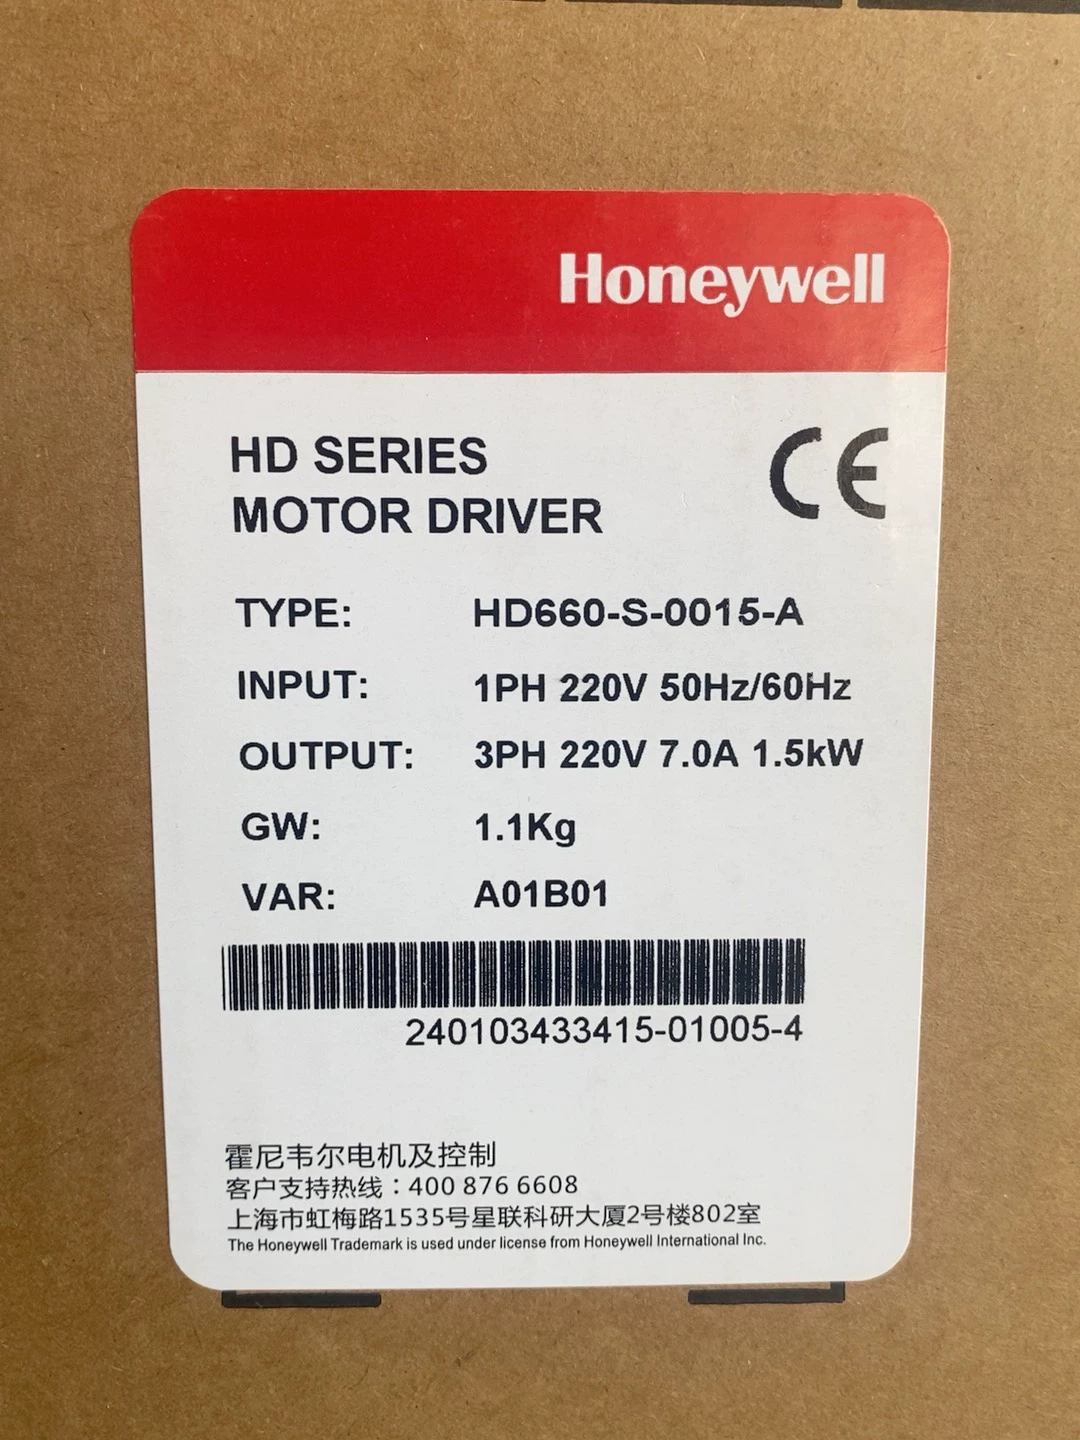 Honeywell
HD SERIES
MOTOR DRIVER
CE
TYPE: HD660-S-0015-A
INPUT: 1PH 220V 50Hz/60Hz
OUTPUT: 3PH 220V 7.0A 1.5kW
GW: 1.1Kg
VAR: A01B01
240103433415-01005-4
霍尼韦尔电机及控制
客户支持热线：400 876 6608
上海市虹梅路1535号星联科研大厦2号楼802室
The Honeywell Trademark is used under license from Honeywell International Inc.